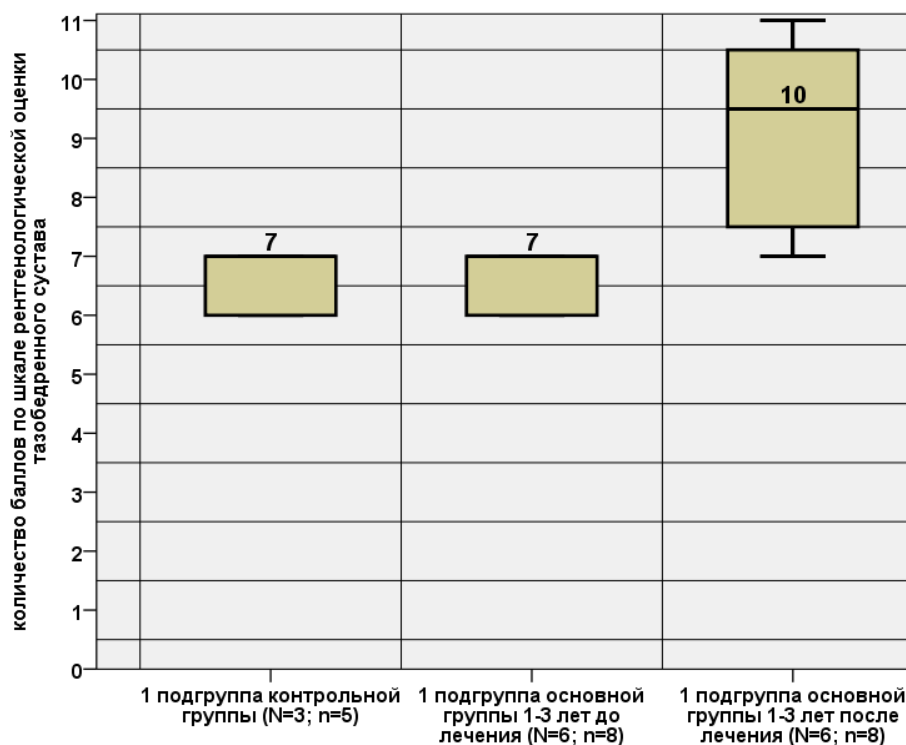 количество баллов по шкале рентгенологической оценки
тазобедренного сустава
11
10
9
8
7
6
5
4
3
2
1
0
7
7
10
1 подгруппа контрольной
группы (N=3; n=5)
1 подгруппа основной
группы 1-3 лет до
лечения (N=6; n=8)
1 подгруппа основной
группы 1-3 лет после
лечения (N=6; n=8)